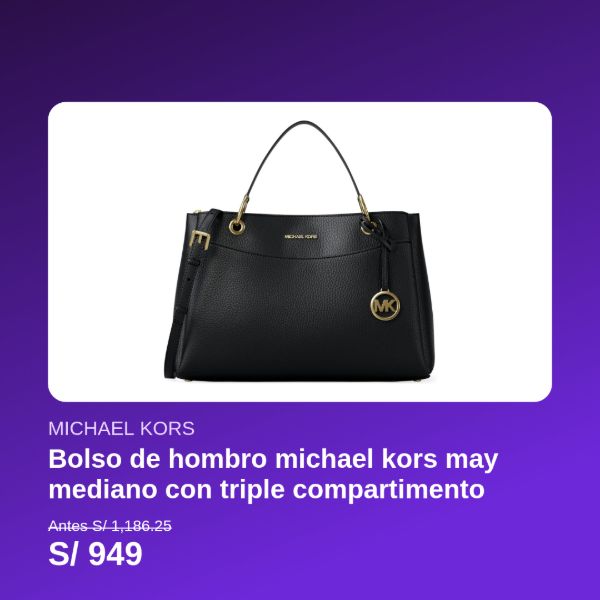 MICHAEL KORS
MK
MICHAEL KORS
Bolso de hombro michael kors may
mediano con triple compartimento
Antes S/ 1,186.25
S/ 949